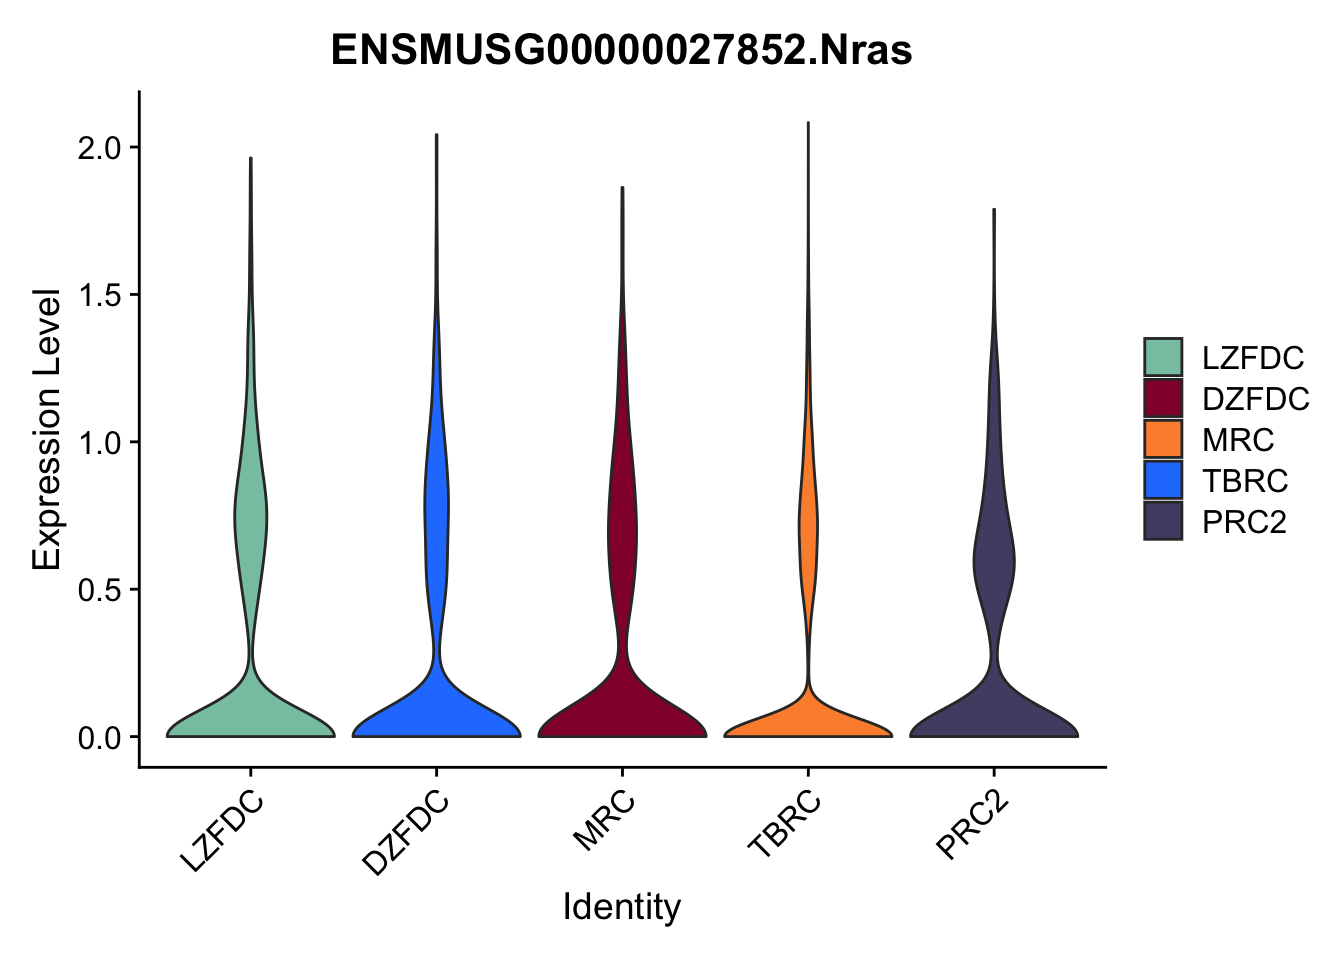 ENSMUSG00000027852.Nras
Expression Level
2.0
1.5
1.0
0.5
0.0
LZFDC
DZFDC
MRC
TBRC
PRC2
Identity
LZFDC
DZFDC
MRC
TBRC
PRC2